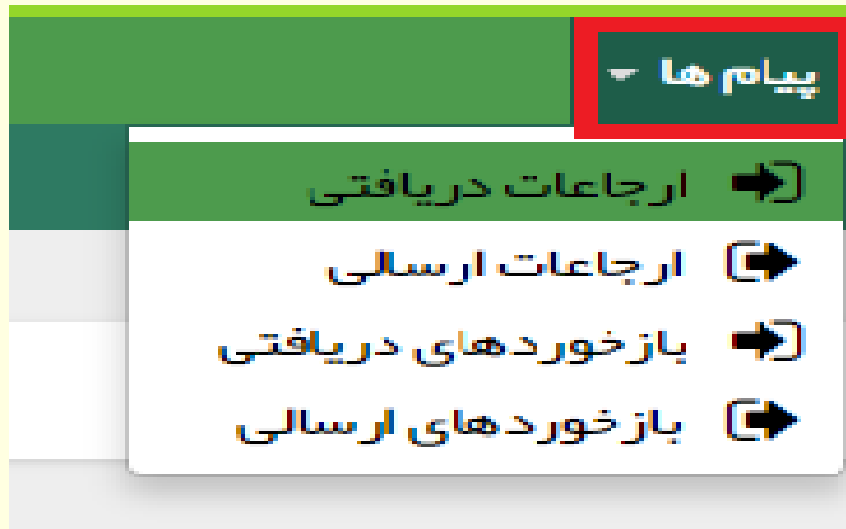 پیام ها
ارجاعات دریافتی
ارجاعات ارسالی
بازخوردهای دریافتی
بازخوردهای ارسالی